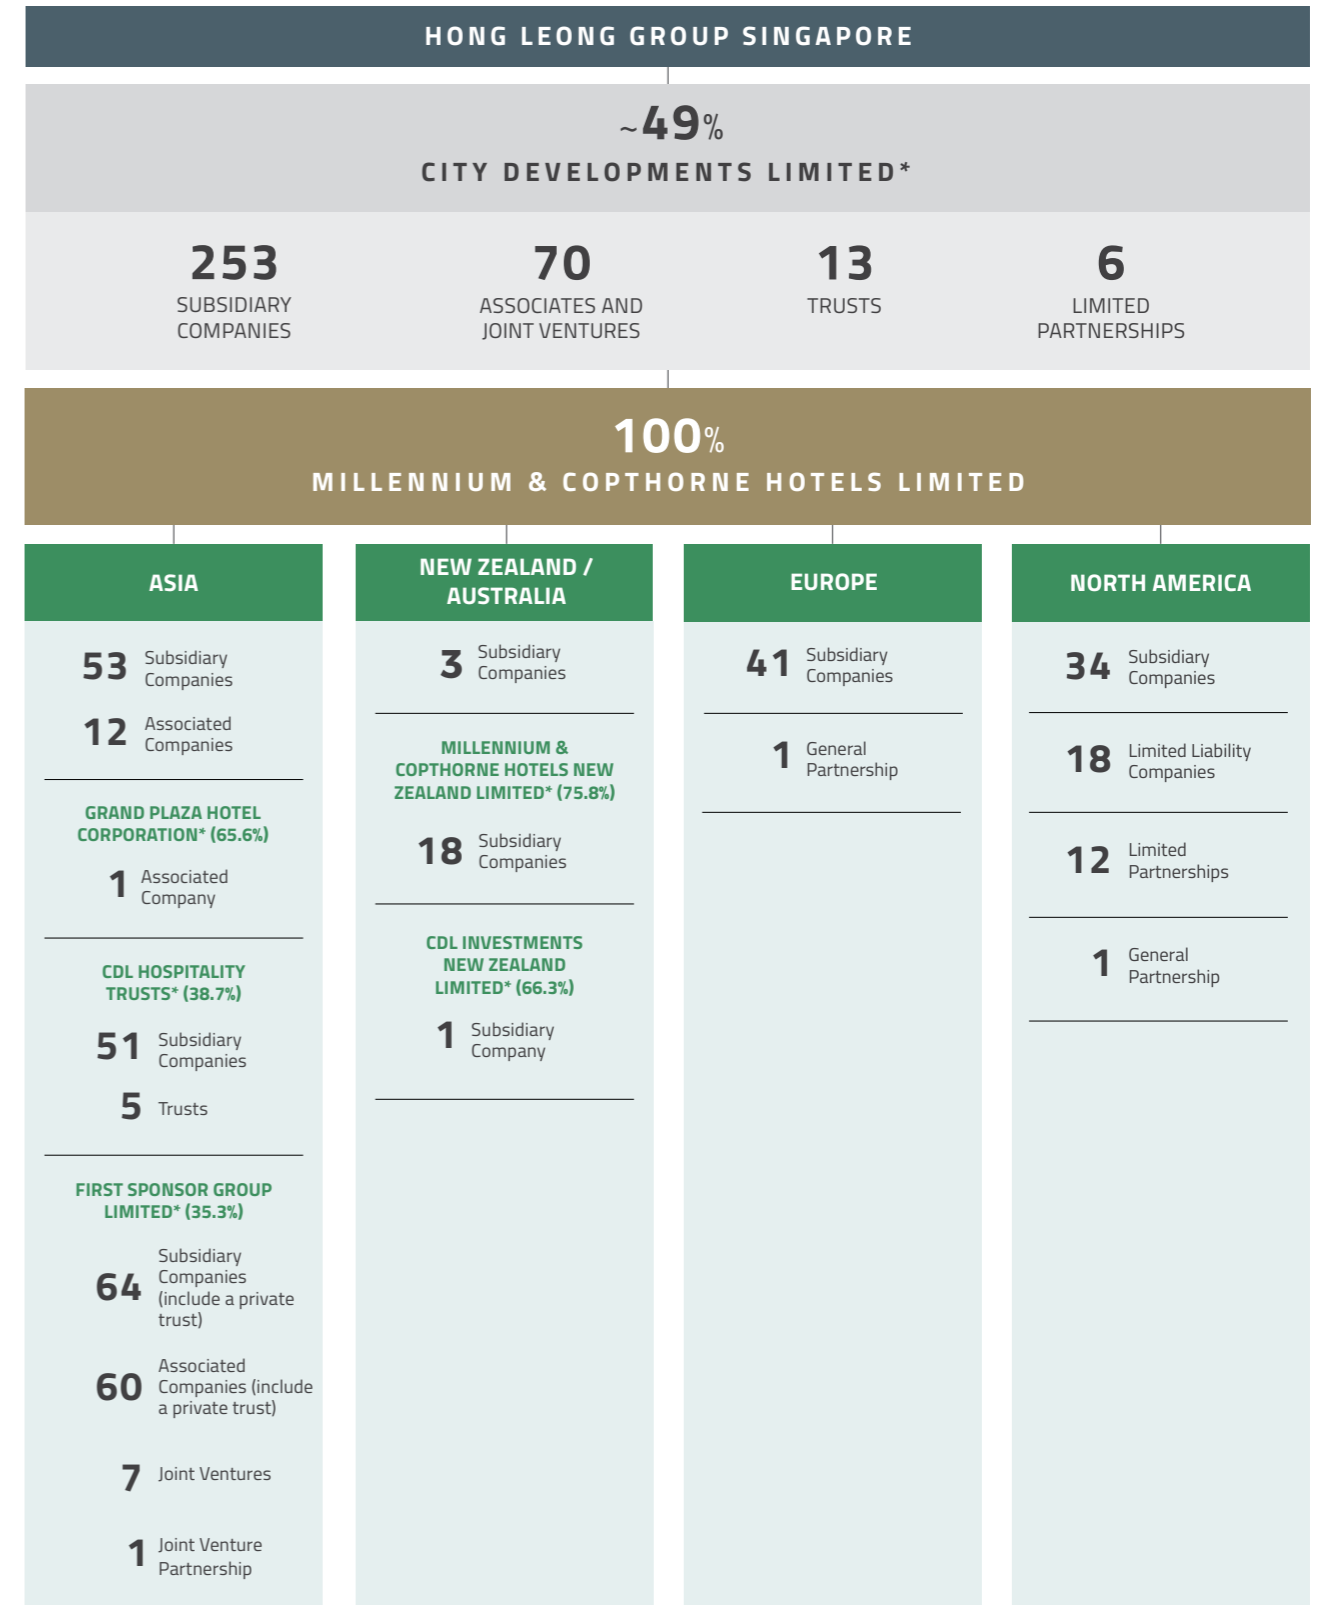 HONG LEONG GROUP SINGAPORE
~49%
CITY DEVELOPMENTS LIMITED*
253
SUBSIDIARY
COMPANIES
70
ASSOCIATES AND
JOINT VENTURES
13
TRUSTS
6
LIMITED
PARTNERSHIPS
100%
MILLENNIUM & COPTHORNE HOTELS LIMITED
ASIA
53
Subsidiary
Companies
12
Associated
Companies
GRAND PLAZA HOTEL
CORPORATION* (65.6%)
1
Associated
Company
CDL HOSPITALITY
TRUSTS* (38.7%)
51
Subsidiary
Companies
5
Trusts
FIRST SPONSOR GROUP
LIMITED* (35.3%)
64
Subsidiary
Companies
(include a private
trust)
60
Associated
Companies (include
a private trust)
7
Joint Ventures
1
Joint Venture
Partnership
NEW ZEALAND /
AUSTRALIA
3
Subsidiary
Companies
MILLENNIUM &
COPTHORNE HOTELS NEW
ZEALAND LIMITED* (75.8%)
18
Subsidiary
Companies
CDL INVESTMENTS
NEW ZEALAND
LIMITED* (66.3%)
1
Subsidiary
Company
EUROPE
41
Subsidiary
Companies
1
General
Partnership
NORTH AMERICA
34
Subsidiary
Companies
18
Limited Liability
Companies
12
Limited
Partnerships
1
General
Partnership